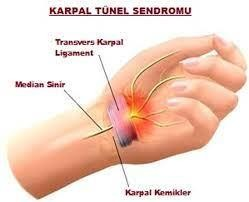 KARPAL TÜNEL SENDROMU
Transvers Karpal
Ligament
Median Sinir
Karpal Kemikler